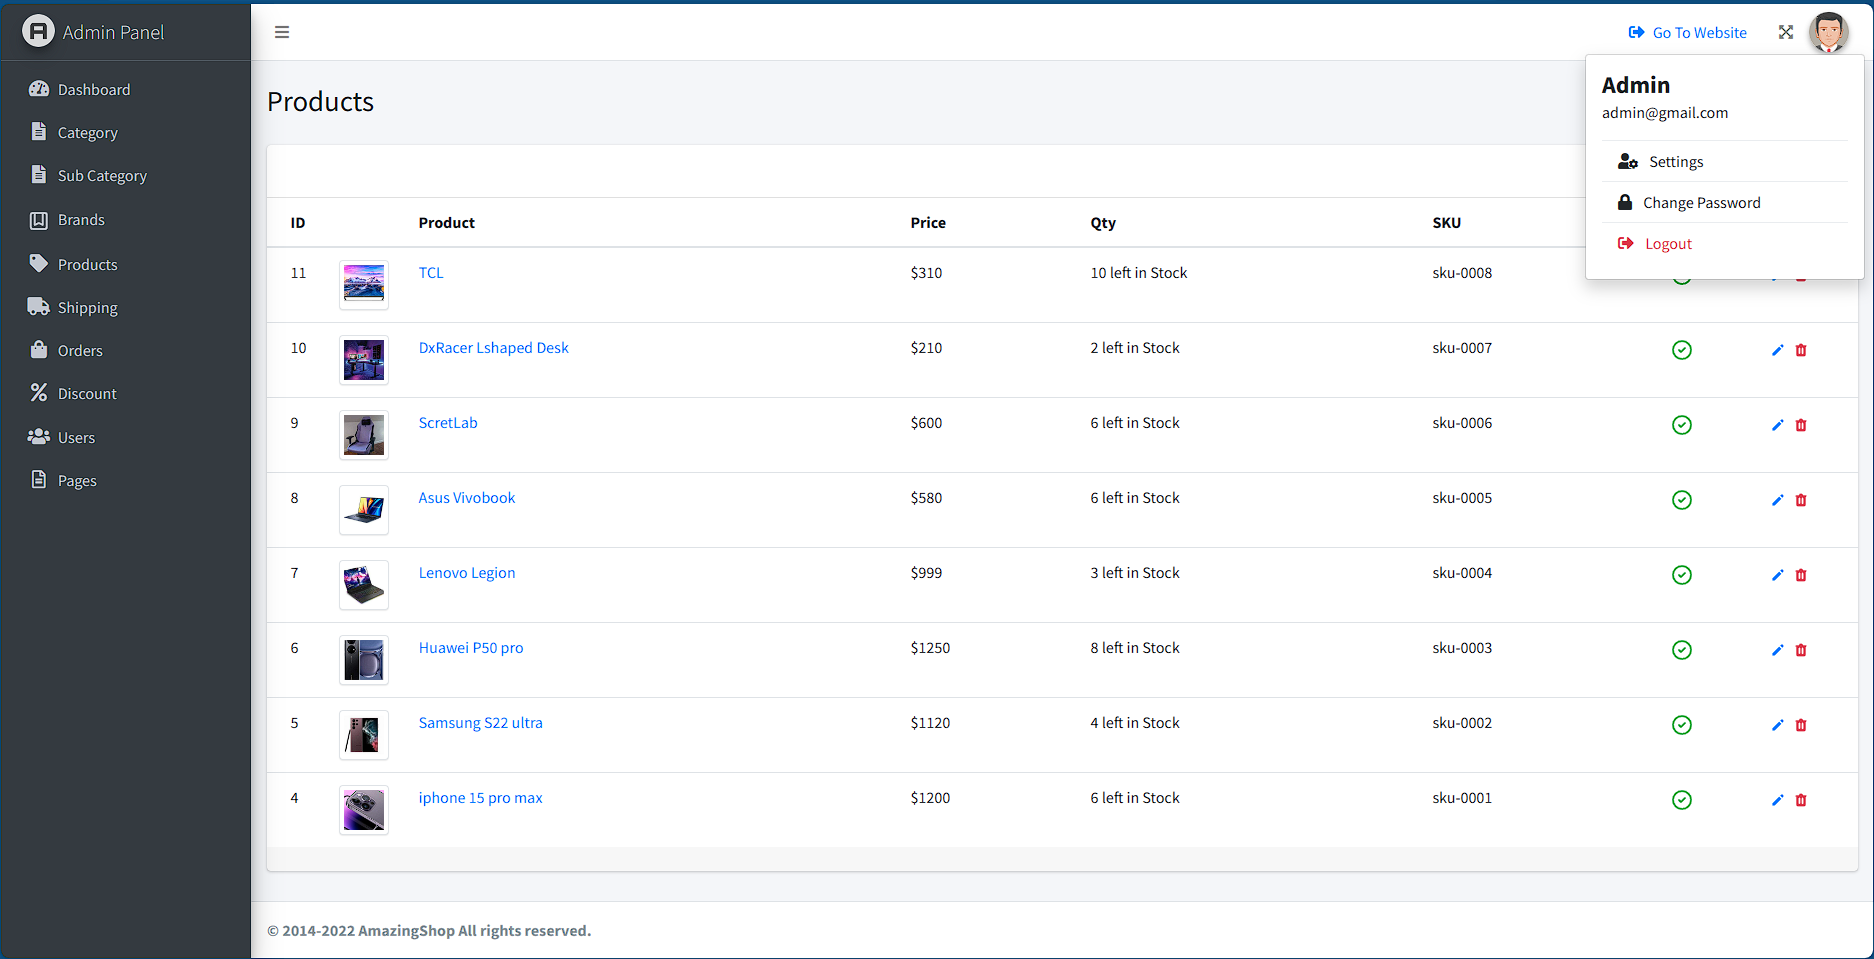 Admin Panel
Go To Website
Admin
admin@gmail.com
Settings
Change Password
Logout
Dashboard
Category
Sub Category
Brands
Products
Shipping
Orders
Discount
Users
Pages
Products
ID Product Price Qty SKU
11 TCL $310 10 left in Stock sku-0008
10 DxRacer Lshaped Desk $210 2 left in Stock sku-0007
9 ScretLab $600 6 left in Stock sku-0006
8 Asus Vivobook $580 6 left in Stock sku-0005
7 Lenovo Legion $999 3 left in Stock sku-0004
6 Huawei P50 pro $1250 8 left in Stock sku-0003
5 Samsung S22 ultra $1120 4 left in Stock sku-0002
4 iphone 15 pro max $1200 6 left in Stock sku-0001
© 2014-2022 AmazingShop All rights reserved.